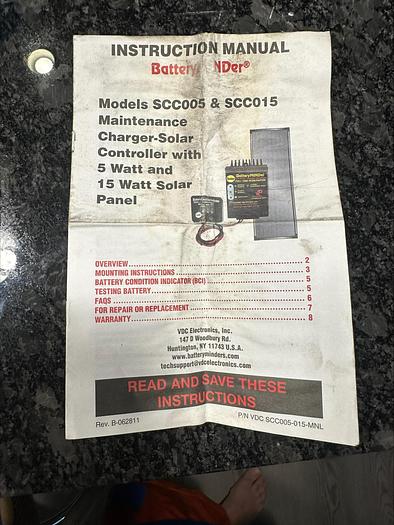 INSTRUCTION MANUAL
Models SCC005 & SCC015
Maintenance
Charger-Solar
Controller with
5 Watt and
15 Watt Solar
Panel
OVERVIEW 2
MOUNTING INSTRUCTIONS 3
BATTERY CONDITION INDICATOR (BCI) 5
TESTING BATTERY 5
FAQS 6
FOR REPAIR OR REPLACEMENT 7
WARRANTY 8
VDC Electronics, Inc.
147 D Woodbury Rd.
Huntington, NY 11743 U.S.A.
www.batteryminders.com
techsupport@vdcelectronics.com
READ AND SAVE THESE
INSTRUCTIONS
Rev. B-062811
P/N VDC SCC005-015-MNL